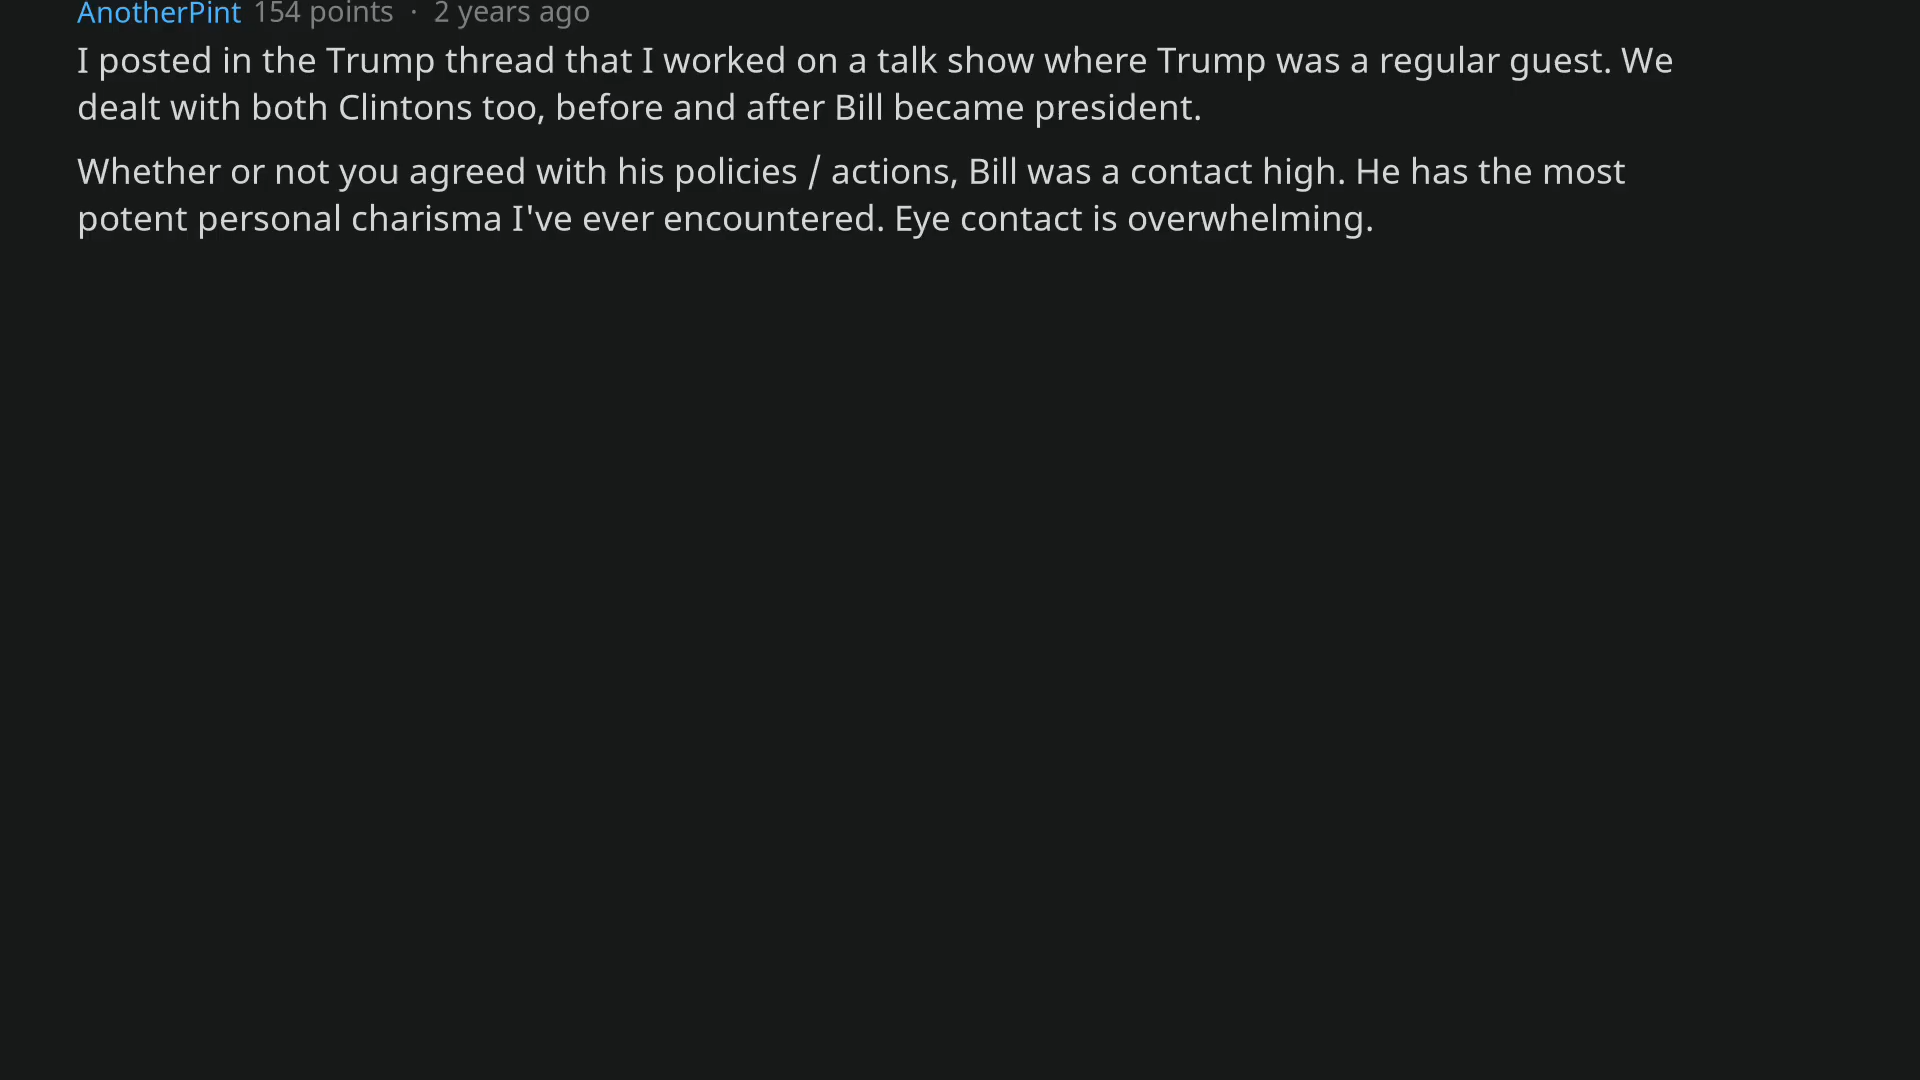 AnotherPint 154 points · 2 years ago
I posted in the Trump thread that I worked on a talk show where Trump was a regular guest. We
dealt with both Clintons too, before and after Bill became president.
Whether or not you agreed with his policies / actions, Bill was a contact high. He has the most
potent personal charisma I've ever encountered. Eye contact is overwhelming.